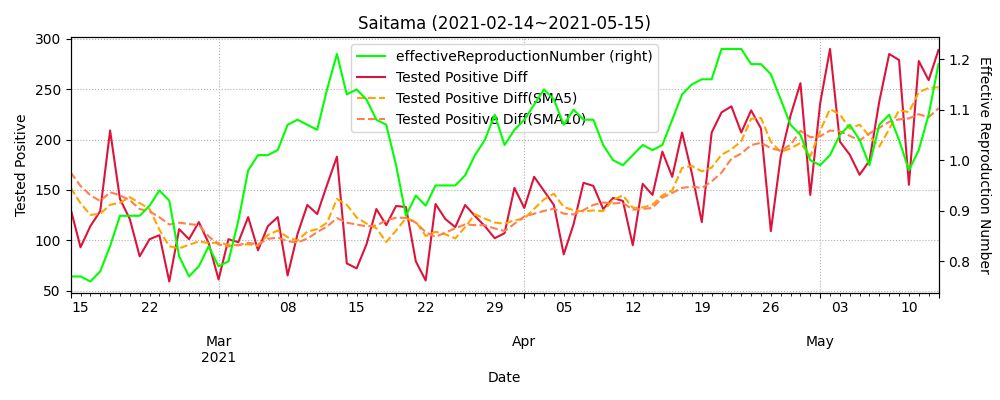 Saitama (2021-02-14~2021-05-15)
effectiveReproductionNumber (right)
Tested Positive Diff
Tested Positive Diff(SMA5)
Tested Positive Diff(SMA10)
Tested Positive
300
250
200
150
100
50
1.2
1.1
1.0
0.9
0.8
Effective Reproduction Number
15 22 08 15 22 29 05 12 19 26 03 10
Mar Apr May
2021
Date